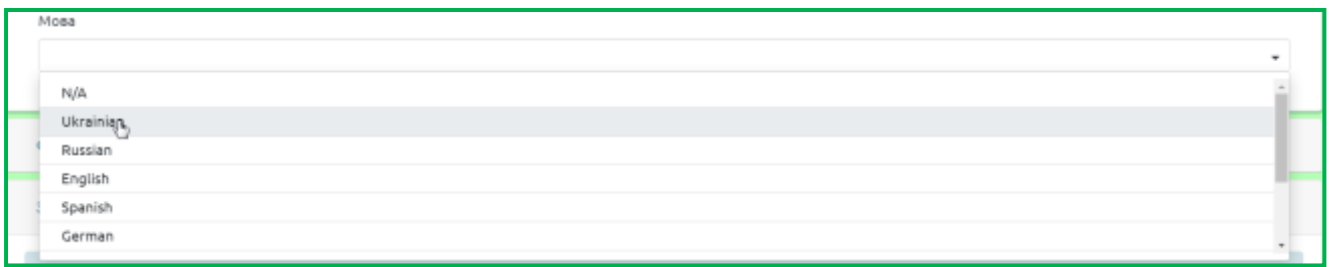 Мова
N/A
Ukrainian
Russian
English
Spanish
German